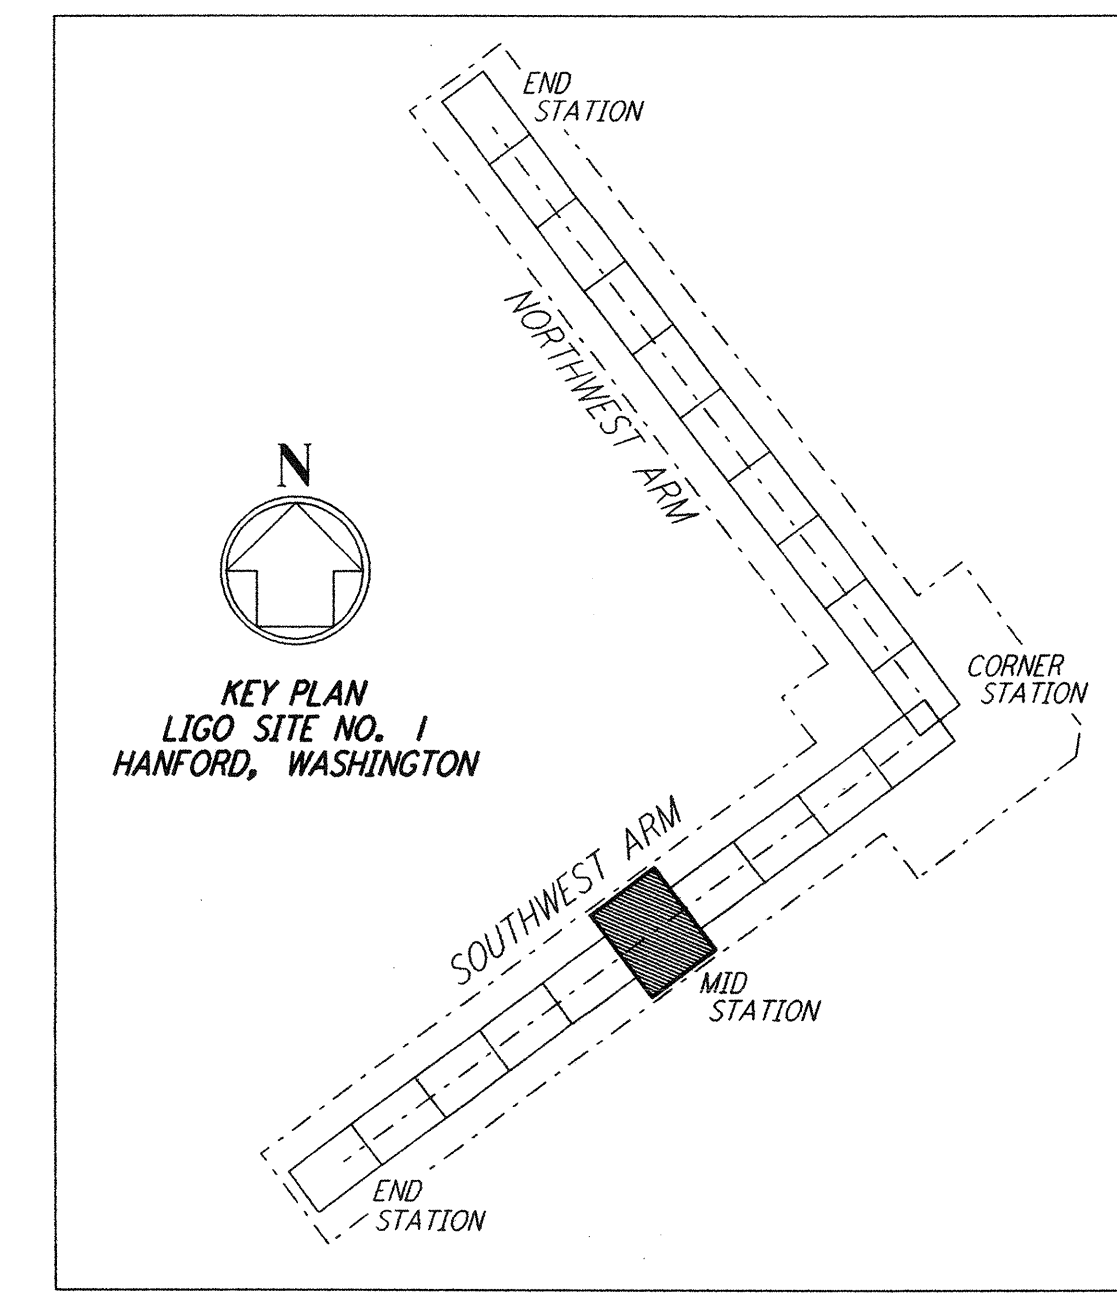 END
STATION
NORTHWEST ARM
N
KEY PLAN
LIGO SITE NO. 1
HANFORD, WASHINGTON
CORNER
STATION
SOUTHWEST ARM
MID
STATION
END
STATION